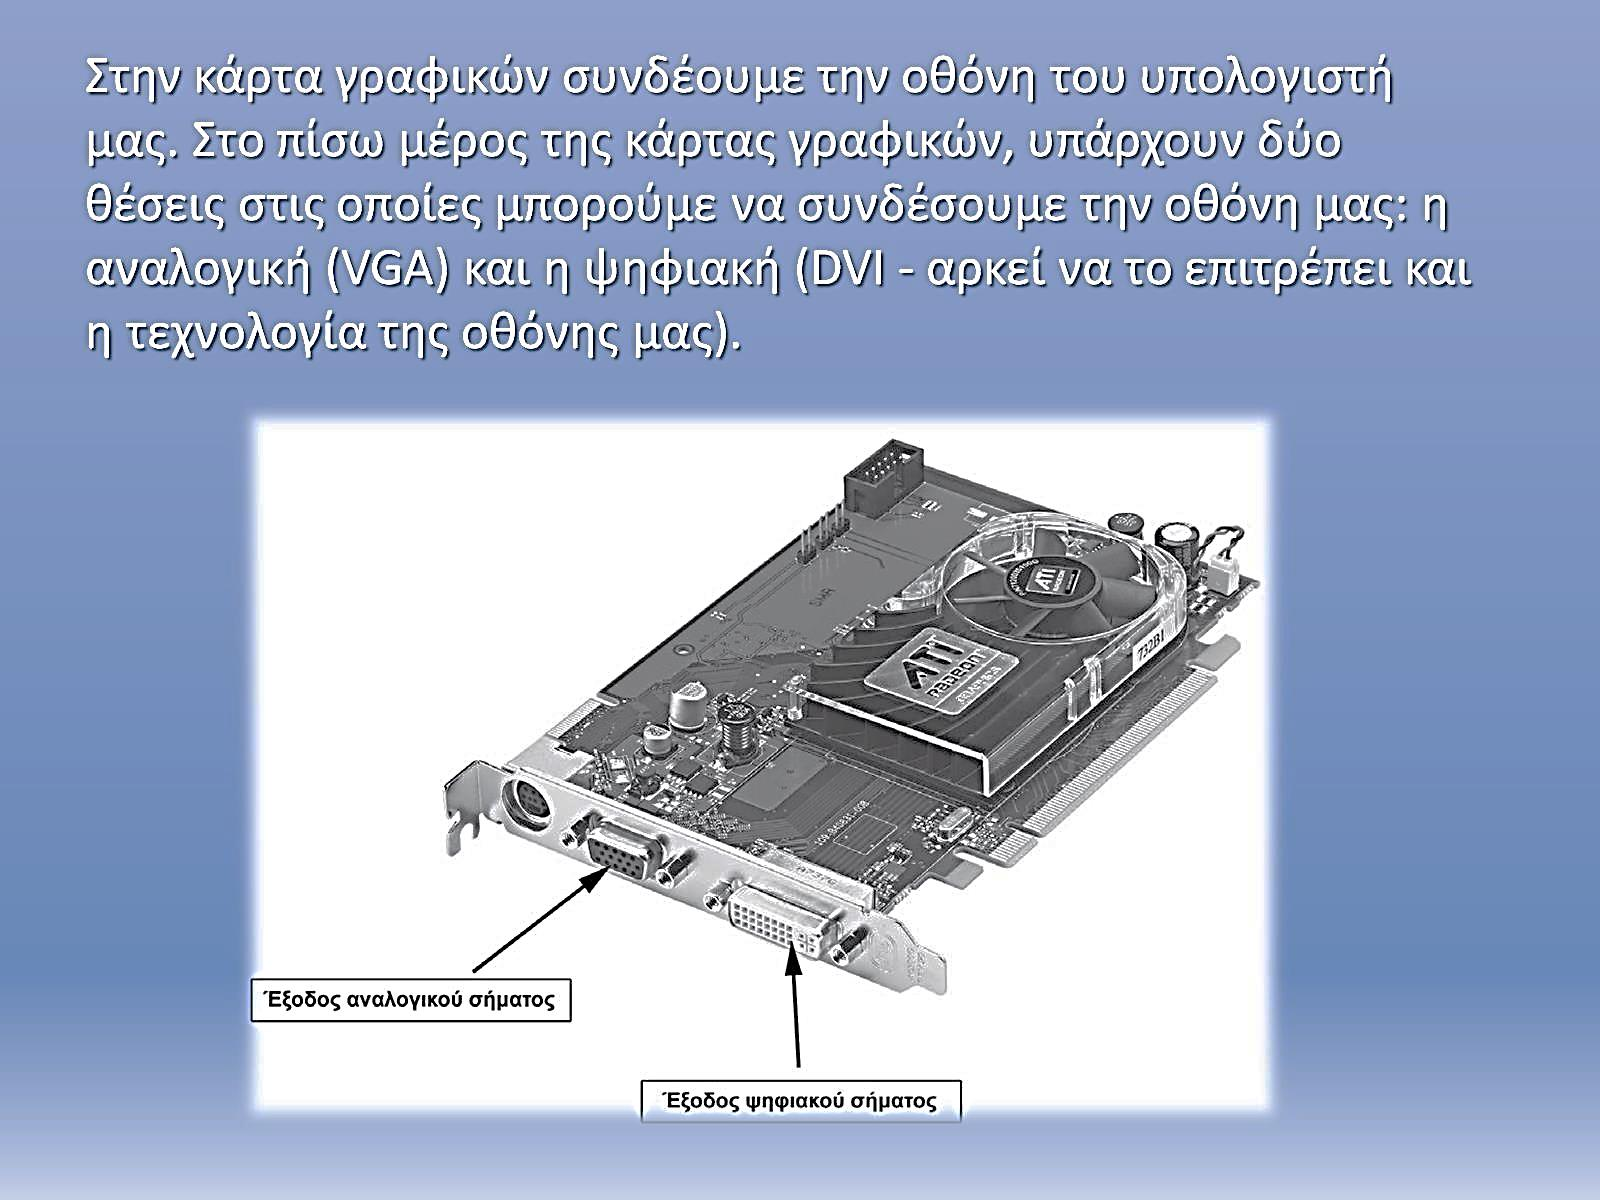 Στην κάρτα γραφικών συνδέουμε την οθόνη του υπολογιστή
μας. Στο πίσω μέρος της κάρτας γραφικών, υπάρχουν δύο
θέσεις στις οποίες μπορούμε να συνδέσουμε την οθόνη μας: η
αναλογική (VGA) και η ψηφιακή (DVI - αρκεί να το επιτρέπει και
η τεχνολογία της οθόνης μας).
ATI
732B1
ATI
RADEON
Έξοδος αναλογικού σήματος
Έξοδος ψηφιακού σήματος